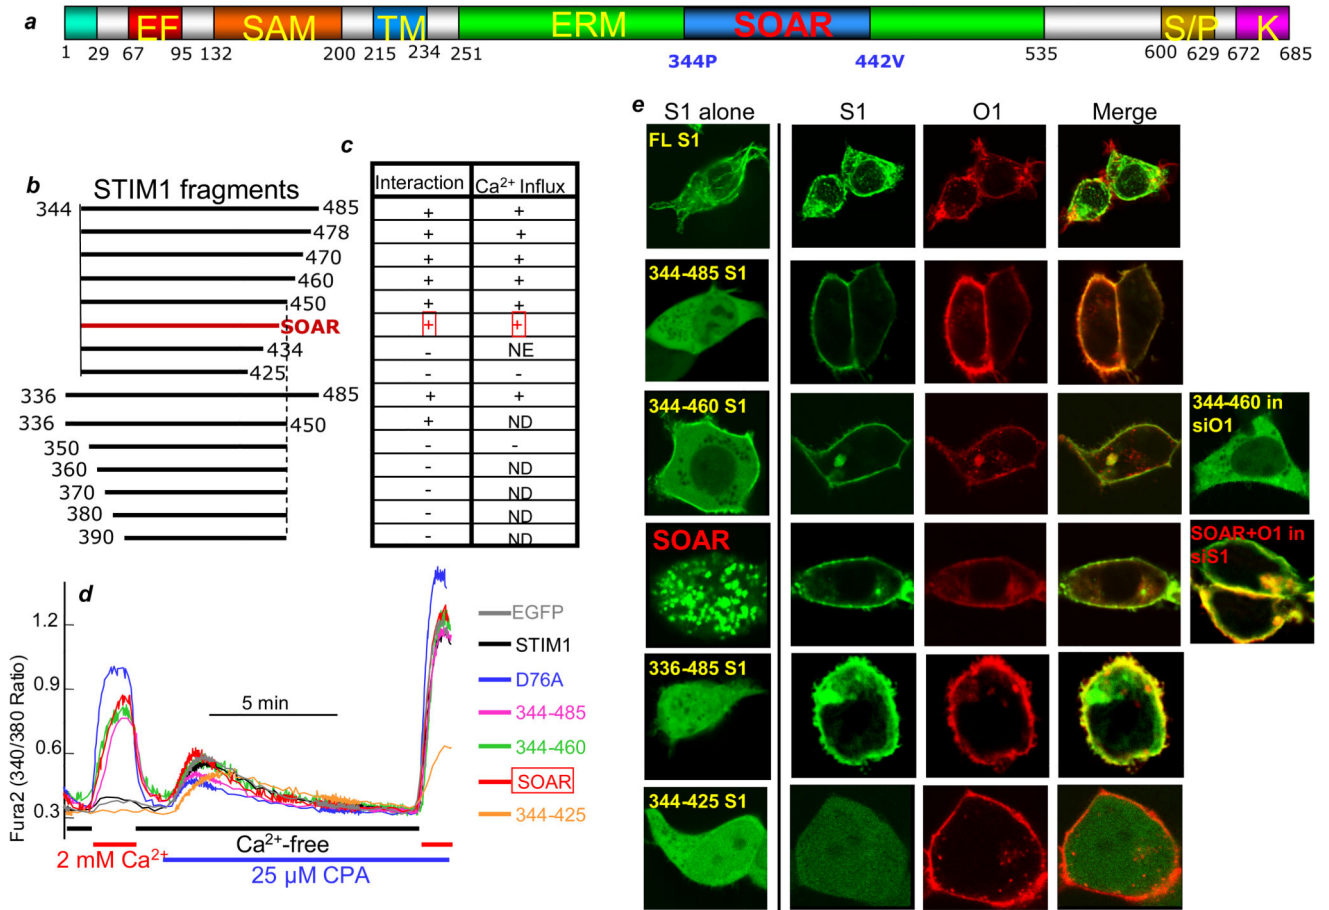 a
EF SAM TM ERM SOAR S/P K
1 29 67 95 132 200 215 234 251 344P 442V 535 600 629 672 685
b
STIM1 fragments
344 485
478
470
460
450
SOAR
434
425
336 485
336 450
350
360
370
380
390
c
Interaction Ca²⁺ Influx
+ +
+ +
+ +
+ +
+ +
+ +
- NE
- -
+ +
+ ND
- -
- ND
- ND
- ND
- ND
d
Fura2 (340/380 Ratio)
1.2
0.9
0.6
0.3
5 min
EGFP
STIM1
D76A
344-485
344-460
SOAR
344-425
Ca²⁺-free
2 mM Ca²⁺
25 µM CPA
e
S1 alone S1 O1 Merge
FL S1
344-485 S1
344-460 S1
344-460 in
siO1
SOAR
SOAR+O1 in
siS1
336-485 S1
344-425 S1